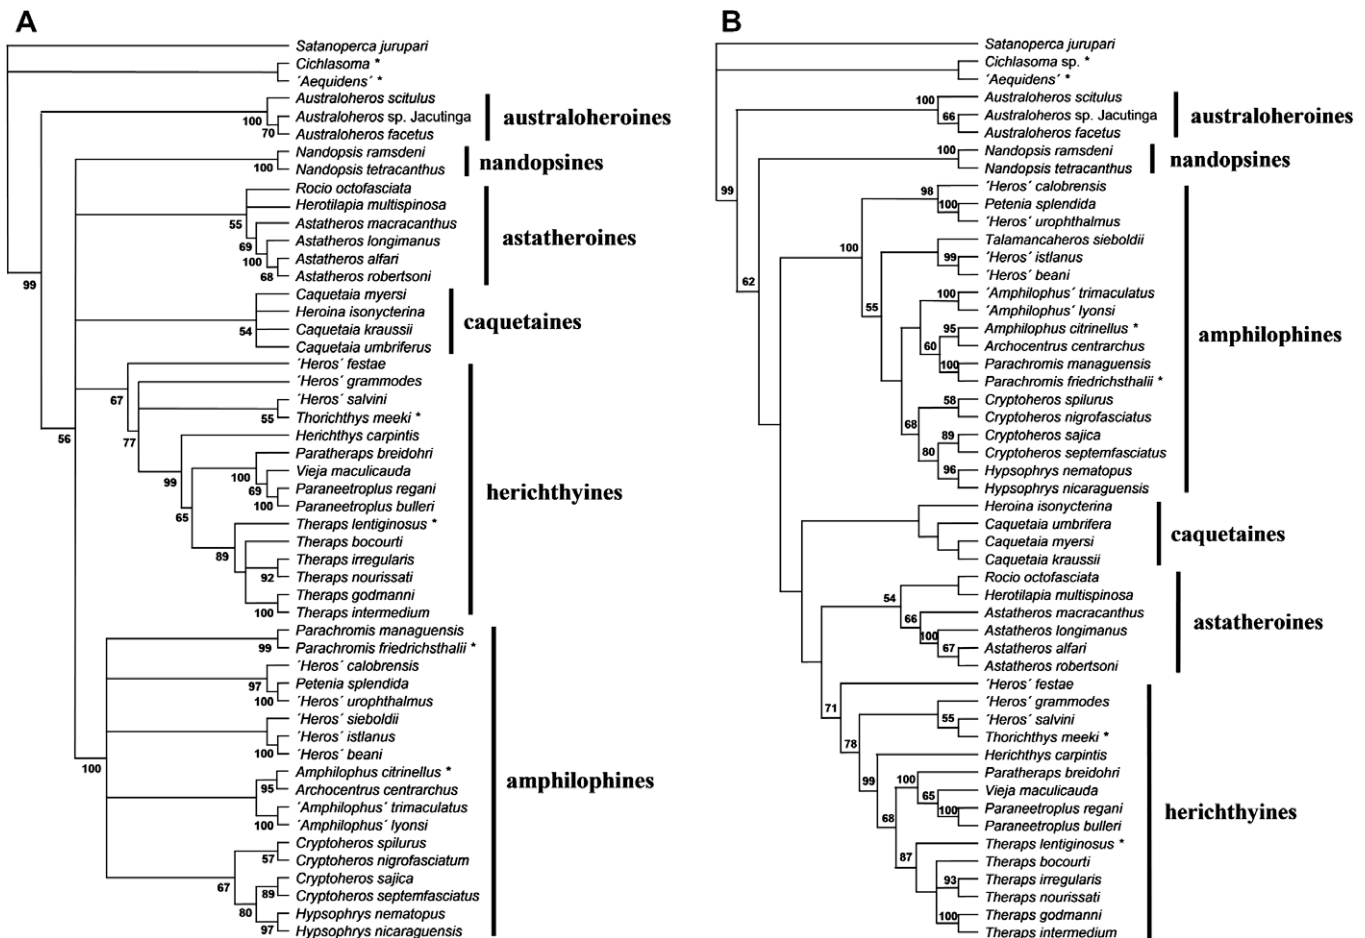 A
Satanoperca jurupari
Cichlasoma *
´Aequidens´ *
Australoheros scitulus
Australoheros sp. Jacutinga
Australoheros facetus
100
70
australoheroines
Nandopsis ramsdeni
Nandopsis tetracanthus
100
nandopsines
Rocio octofasciata
Herotilapia multispinosa
Astatheros macracanthus
Astatheros longimanus
Astatheros alfari
Astatheros robertsoni
55
69
100
68
astatheroines
99
Caquetaia myersi
Heroina isonycterina
Caquetaia kraussii
Caquetaia umbriferus
54
caquetaines
´Heros´ festae
´Heros´ grammodes
´Heros´ salvini
Thorichthys meeki *
Herichthys carpintis
Paratheraps breidohri
Vieja maculicauda
Paraneetroplus regani
Paraneetroplus bulleri
Theraps lentiginosus *
Theraps bocourti
Theraps irregularis
Theraps nourissati
Theraps godmanni
Theraps intermedium
67
55
77
56
99
100
69
100
65
89
92
100
herichthyines
Parachromis managuensis
Parachromis friedrichsthalii *
´Heros´ calobrensis
Petenia splendida
´Heros´ urophthalmus
´Heros´ sieboldii
´Heros´ istlanus
´Heros´ beani
Amphilophus citrinellus *
Archocentrus centrarchus
´Amphilophus´ trimaculatus
´Amphilophus´ lyonsi
Cryptoheros spilurus
Cryptoheros nigrofasciatum
Cryptoheros sajica
Cryptoheros septemfasciatus
Hypsophrys nematopus
Hypsophrys nicaraguensis
99
97
100
100
100
95
100
57
67
89
80
97
amphilophines
B
Satanoperca jurupari
Cichlasoma sp. *
´Aequidens´ *
Australoheros scitulus
Australoheros sp. Jacutinga
Australoheros facetus
100
66
australoheroines
Nandopsis ramsdeni
Nandopsis tetracanthus
100
nandopsines
99
´Heros´ calobrensis
Petenia splendida
´Heros´ urophthalmus
Talamancaheros sieboldii
´Heros´ istlanus
´Heros´ beani
´Amphilophus´ trimaculatus
´Amphilophus´ lyonsi
Amphilophus citrinellus *
Archocentrus centrarchus
Parachromis managuensis
Parachromis friedrichsthalii *
Cryptoheros spilurus
Cryptoheros nigrofasciatus
Cryptoheros sajica
Cryptoheros septemfasciatus
Hypsophrys nematopus
Hypsophrys nicaraguensis
98
100
100
99
62
100
55
95
60
100
58
68
89
80
96
amphilophines
Heroina isonycterina
Caquetaia umbrifera
Caquetaia myersi
Caquetaia kraussii
caquetaines
Rocio octofasciata
Herotilapia multispinosa
Astatheros macracanthus
Astatheros longimanus
Astatheros alfari
Astatheros robertsoni
54
66
100
67
astatheroines
´Heros´ festae
´Heros´ grammodes
´Heros´ salvini
Thorichthys meeki *
Herichthys carpintis
Paratheraps breidohri
Vieja maculicauda
Paraneetroplus regani
Paraneetroplus bulleri
Theraps lentiginosus *
Theraps bocourti
Theraps irregularis
Theraps nourissati
Theraps godmanni
Theraps intermedium
71
55
78
99
100
65
100
68
87
93
100
herichthyines